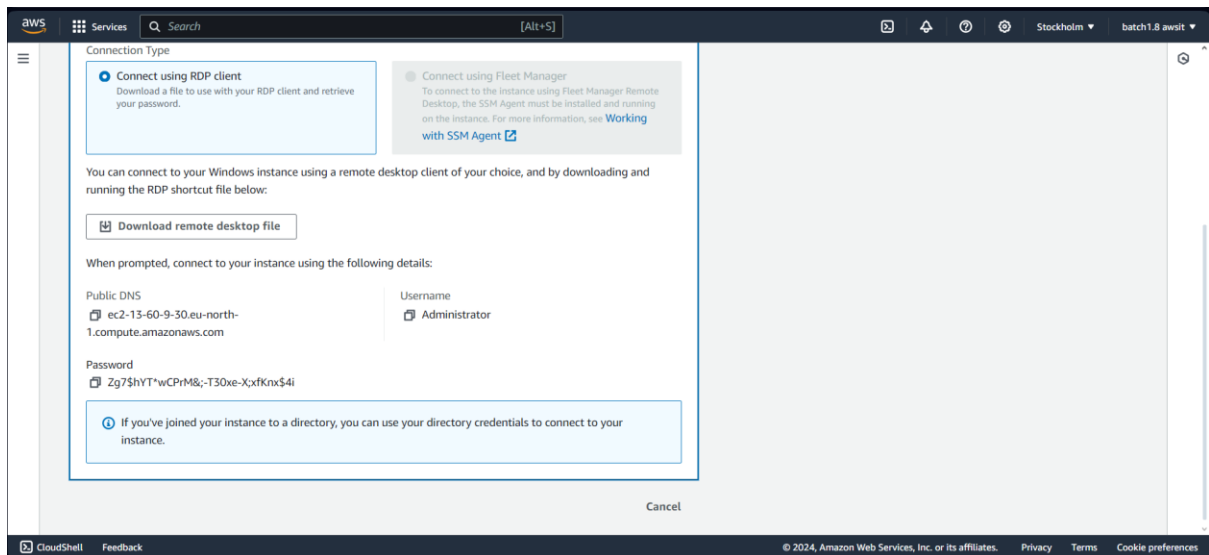 aws Services Search [Alt+S] Stockholm batch1.8 awsit
Connection Type
Connect using RDP client
Download a file to use with your RDP client and retrieve
your password.
Connect using Fleet Manager
To connect to the instance using Fleet Manager Remote
Desktop, the SSM Agent must be installed and running
on the instance. For more information, see Working
with SSM Agent
You can connect to your Windows instance using a remote desktop client of your choice, and by downloading and
running the RDP shortcut file below:
Download remote desktop file
When prompted, connect to your instance using the following details:
Public DNS
ec2-13-60-9-30.eu-north-
1.compute.amazonaws.com
Username
Administrator
Password
Zg7$hYT*wCPrM&;-T30xe-X;xfKnx$4i
If you've joined your instance to a directory, you can use your directory credentials to connect to your
instance.
Cancel
CloudShell Feedback © 2024, Amazon Web Services, Inc. or its affiliates. Privacy Terms Cookie preferences